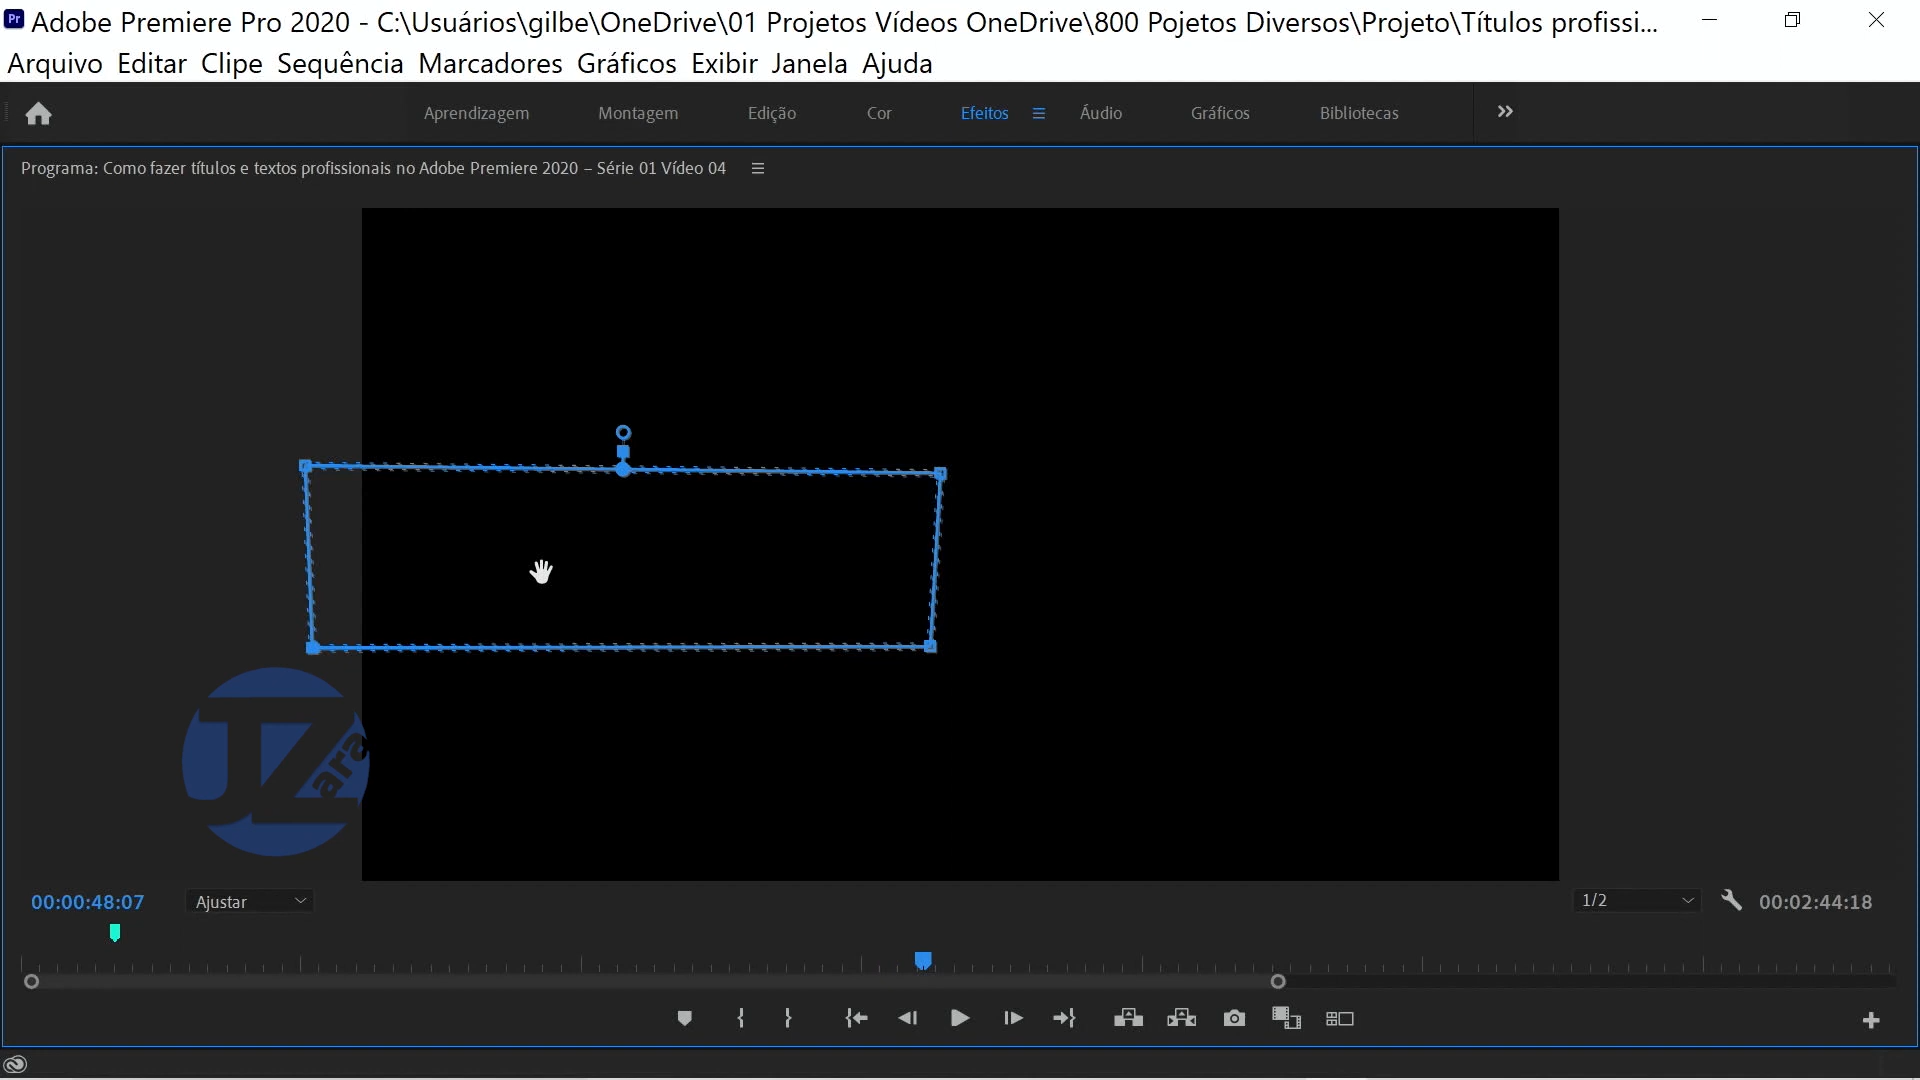 Pr Adobe Premiere Pro 2020 - C:\Usuários\gilbe\OneDrive\01 Projetos Vídeos OneDrive\800 Pojetos Diversos\Projeto\Títulos profissi...
Arquivo Editar Clipe Sequência Marcadores Gráficos Exibir Janela Ajuda
Aprendizagem Montagem Edição Cor Efeitos Áudio Gráficos Bibliotecas
Programa: Como fazer títulos e textos profissionais no Adobe Premiere 2020 – Série 01 Vídeo 04
JZ
ara
00:00:48:07 Ajustar 1/2 00:02:44:18